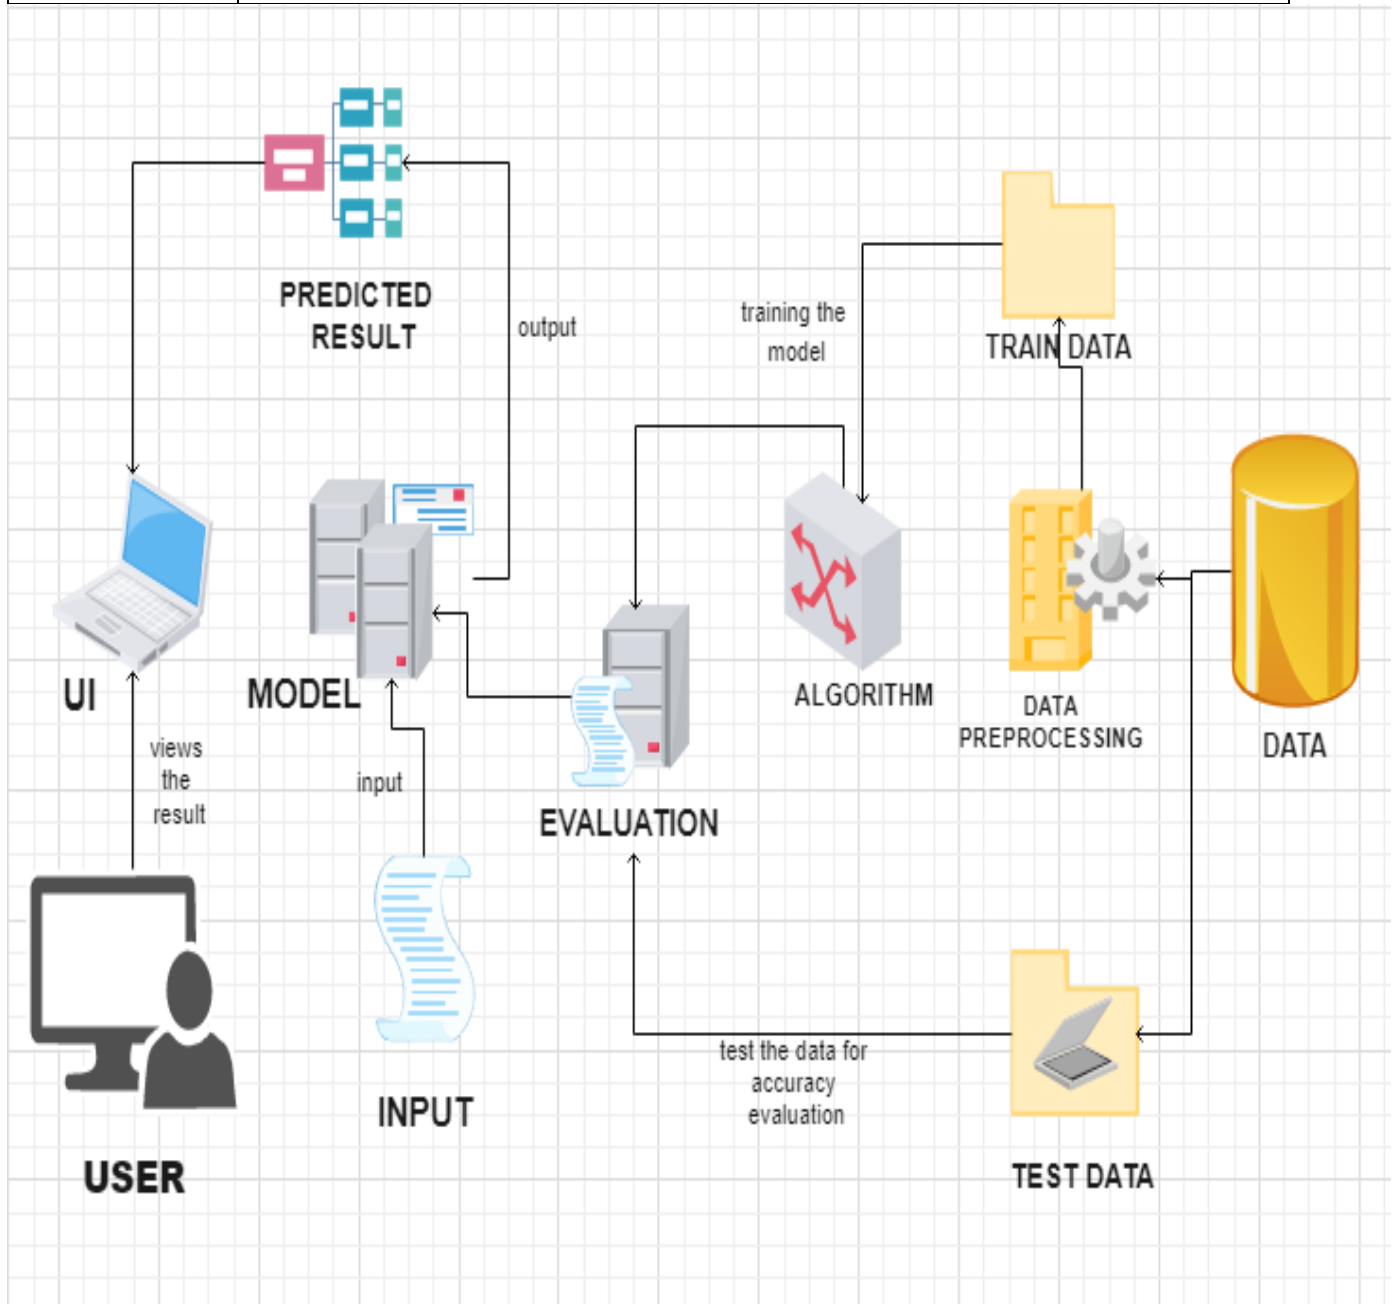 PREDICTED
RESULT
output
training the
model
TRAIN DATA
UI
MODEL
ALGORITHM
DATA
PREPROCESSING
DATA
views
the
result
input
EVALUATION
test the data for
accuracy
evaluation
INPUT
USER
TEST DATA